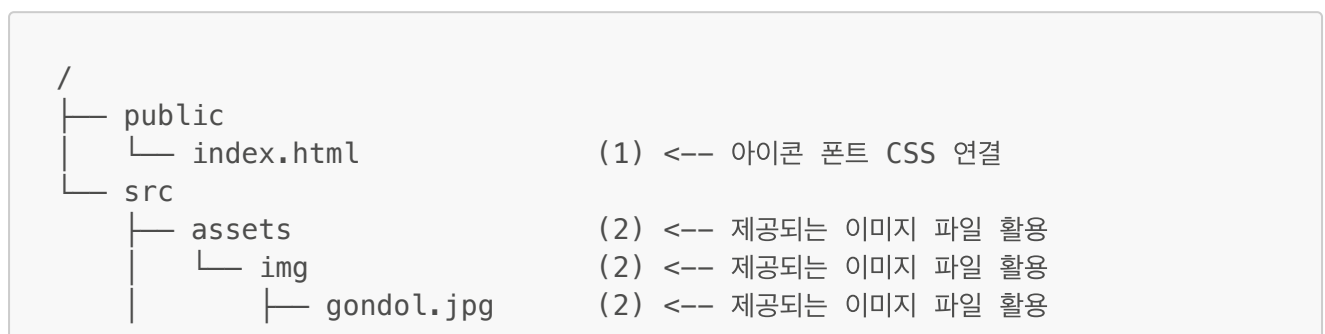 /
├── public
│   └── index.html              (1) <-- 아이콘 폰트 CSS 연결
└── src
    ├── assets                  (2) <-- 제공되는 이미지 파일 활용
    │   └── img                 (2) <-- 제공되는 이미지 파일 활용
    │       ├── gondol.jpg      (2) <-- 제공되는 이미지 파일 활용